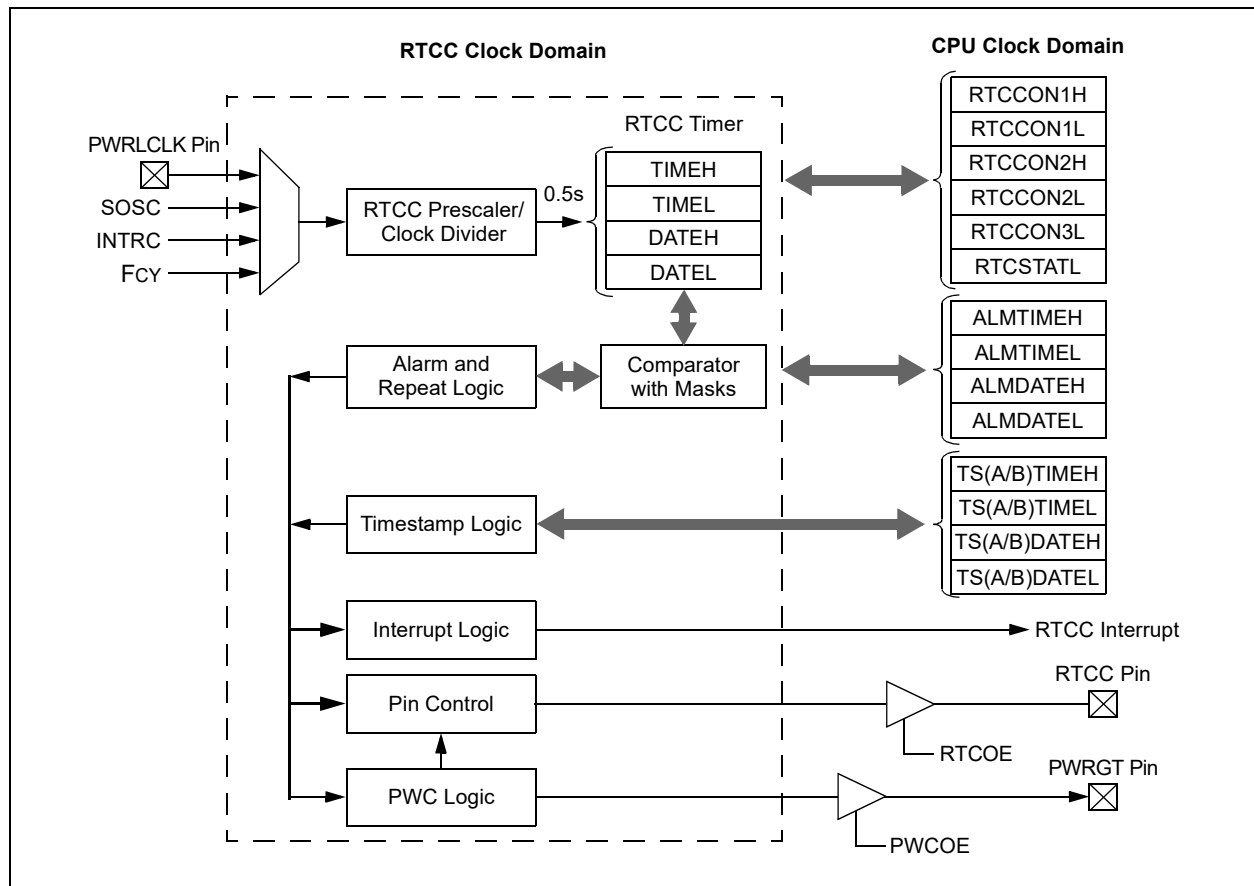 RTCC Clock Domain
CPU Clock Domain
PWRLCLK Pin
SOSC
INTRC
FCY
RTCC Prescaler/
Clock Divider
0.5s
RTCC Timer
TIMEH
TIMEL
DATEH
DATEL
RTCCON1H
RTCCON1L
RTCCON2H
RTCCON2L
RTCCON3L
RTCSTATL
Alarm and
Repeat Logic
Comparator
with Masks
ALMTIMEH
ALMTIMEL
ALMDATEH
ALMDATEL
Timestamp Logic
TS(A/B)TIMEH
TS(A/B)TIMEL
TS(A/B)DATEH
TS(A/B)DATEL
Interrupt Logic
RTCC Interrupt
Pin Control
RTCC Pin
RTCOE
PWC Logic
PWRGT Pin
PWCOE